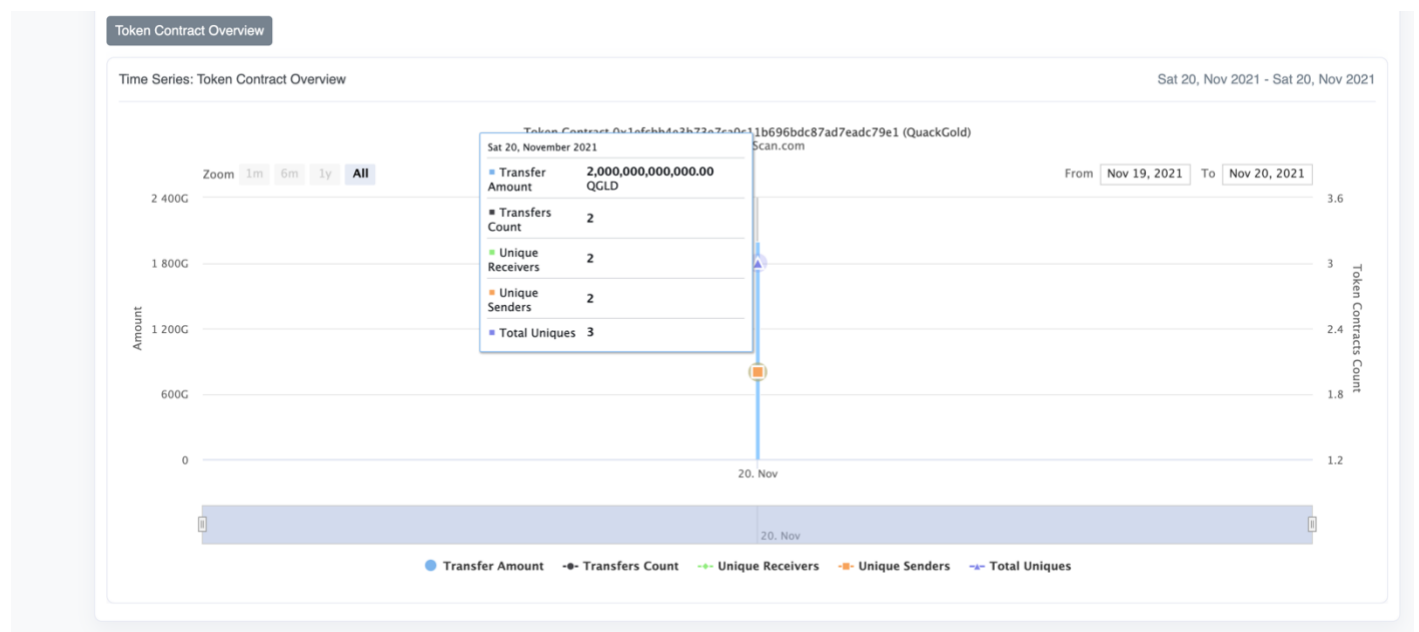 Token Contract Overview
Time Series: Token Contract Overview
Sat 20, Nov 2021 - Sat 20, Nov 2021
Token Contract 11b696bdc87ad7eadc79e1 (QuackGold)
Scan.com
Sat 20, November 2021
Transfer Amount 2,000,000,000,000.00 QGLD
Transfers Count 2
Unique Receivers 2
Unique Senders 2
Total Uniques 3
Zoom 1m 6m 1y All
From Nov 19, 2021 To Nov 20, 2021
2 400G
1 800G
1 200G
600G
0
Amount
3.6
3
2.4
1.8
1.2
Token Contracts Count
20. Nov
20. Nov
Transfer Amount Transfers Count Unique Receivers Unique Senders Total Uniques